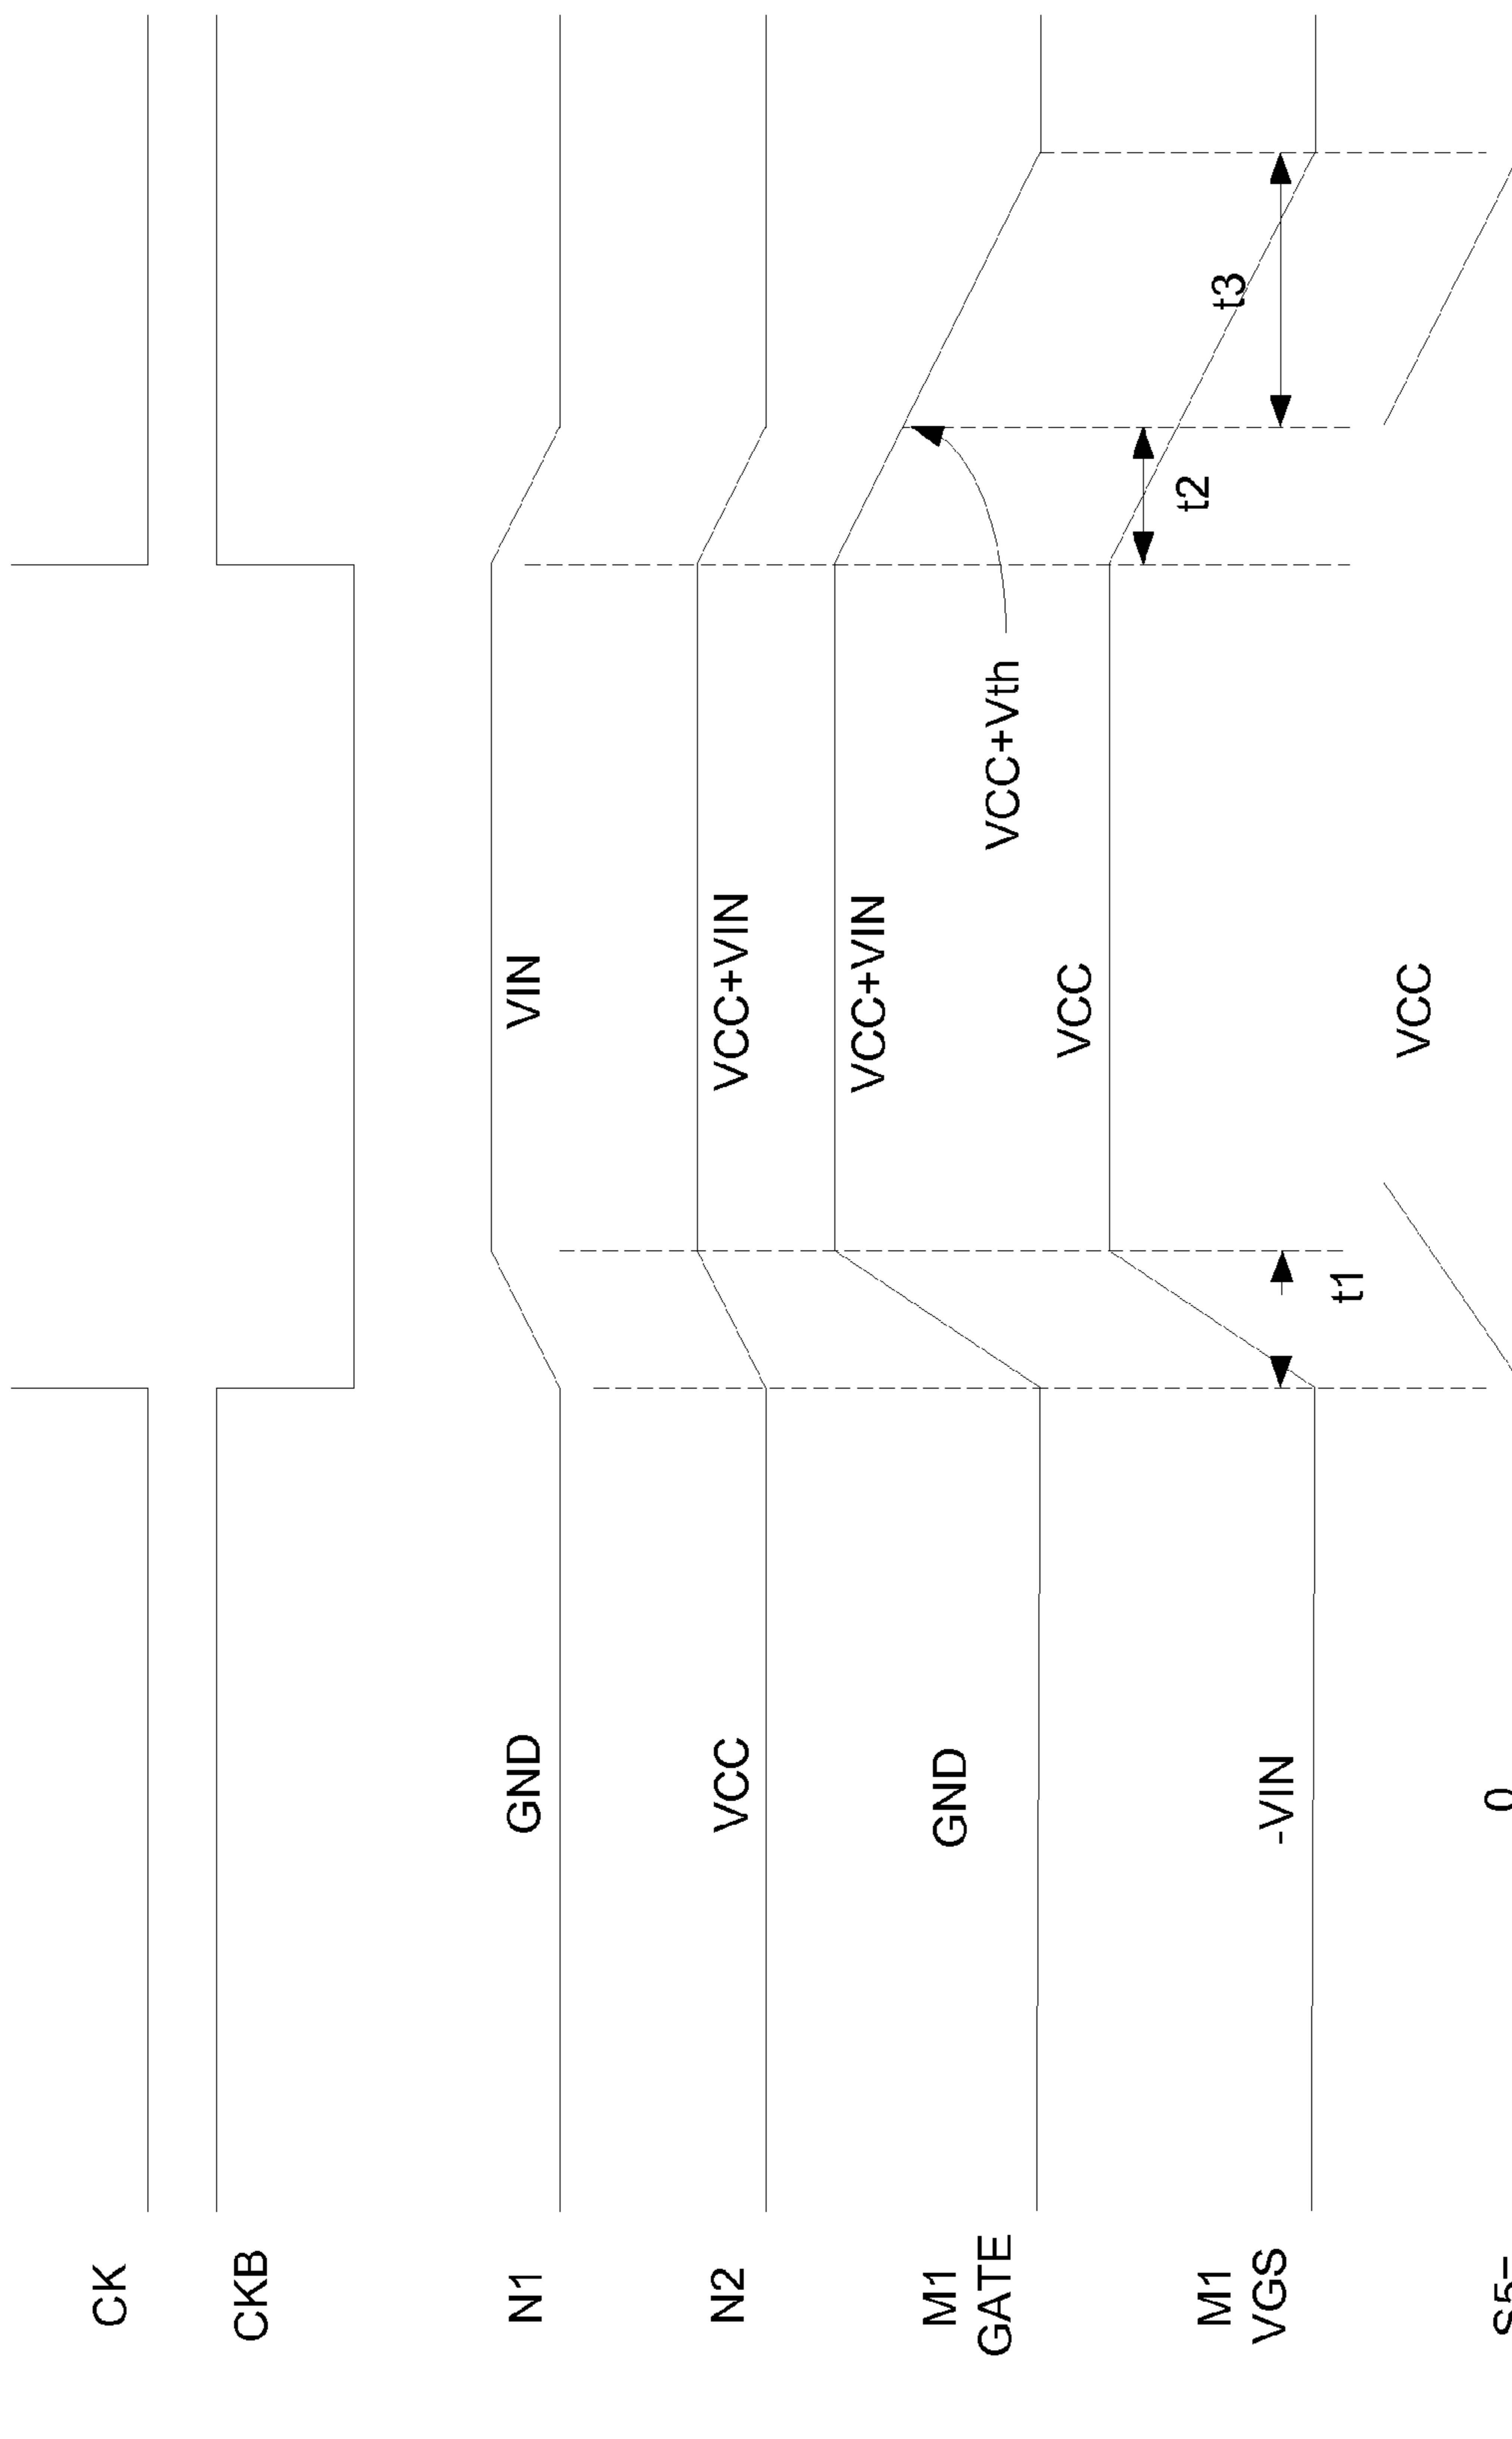 CK
CKB
N1
GND
VIN
N2
VCC
VCC+VIN
M1
GATE
GND
VCC+VIN
VCC+Vth
M1
VGS
-VIN
VCC
t1
t2
t3
0
VCC